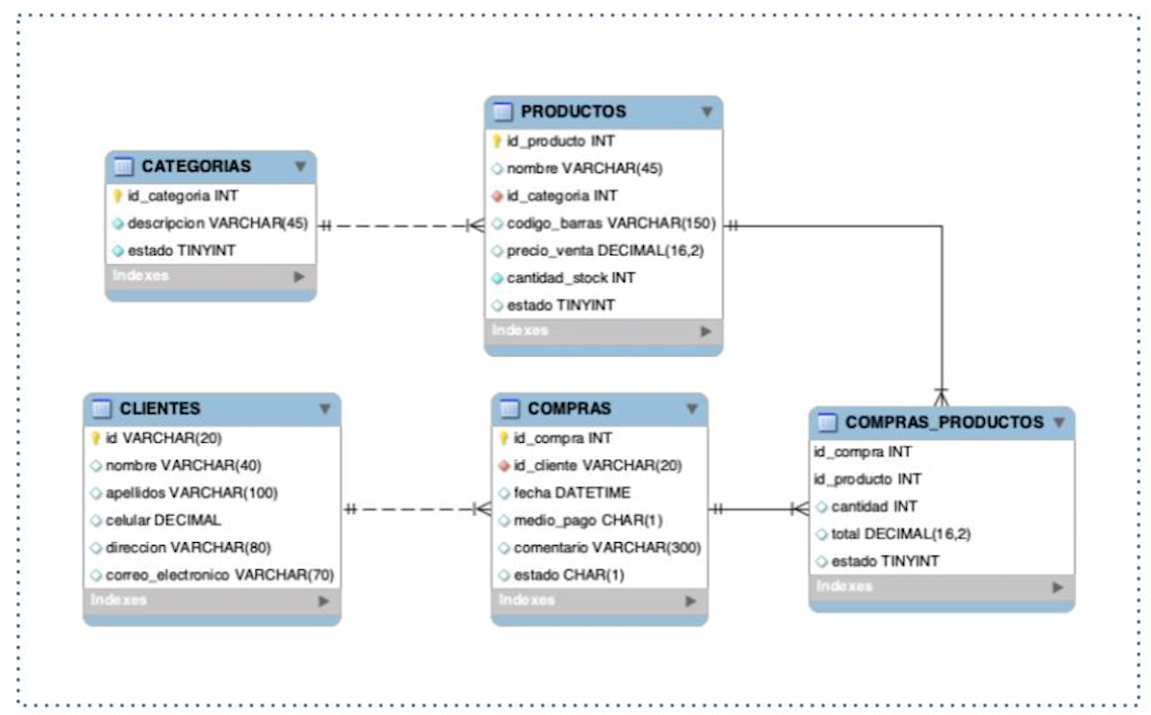 PRODUCTOS
id_producto INT
nombre VARCHAR(45)
id_categoria INT
codigo_barras VARCHAR(150)
precio_venta DECIMAL(16,2)
cantidad_stock INT
estado TINYINT
Indexes
CATEGORIAS
id_categoria INT
descripcion VARCHAR(45)
estado TINYINT
Indexes
CLIENTES
id VARCHAR(20)
nombre VARCHAR(40)
apellidos VARCHAR(100)
celular DECIMAL
direccion VARCHAR(80)
correo_electronico VARCHAR(70)
Indexes
COMPRAS
id_compra INT
id_cliente VARCHAR(20)
fecha DATETIME
medio_pago CHAR(1)
comentario VARCHAR(300)
estado CHAR(1)
Indexes
COMPRAS_PRODUCTOS
id_compra INT
id_producto INT
cantidad INT
total DECIMAL(16,2)
estado TINYINT
Indexes